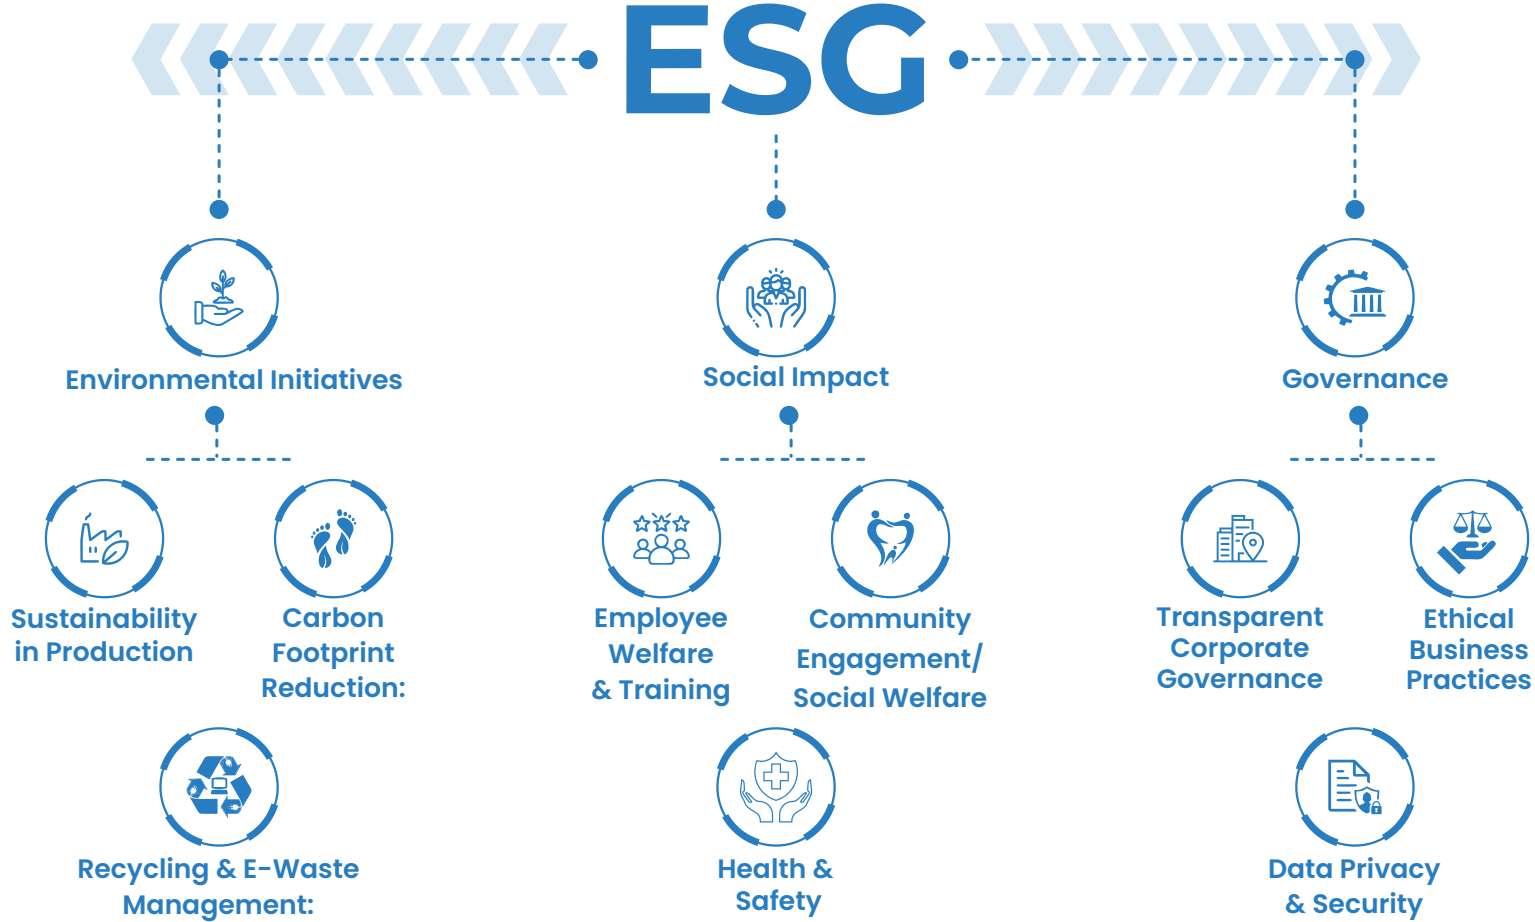 ESG
Environmental Initiatives
Sustainability
in Production
Carbon
Footprint
Reduction:
Recycling & E-Waste
Management:
Social Impact
Employee
Welfare
& Training
Community
Engagement/
Social Welfare
Health &
Safety
Governance
Transparent
Corporate
Governance
Ethical
Business
Practices
Data Privacy
& Security